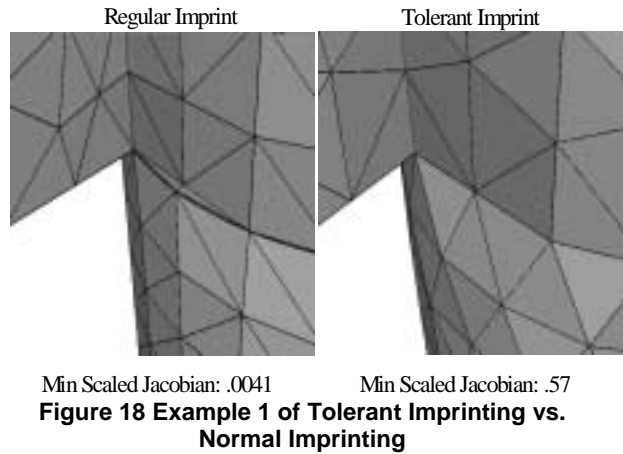 Regular Imprint
Tolerant Imprint
Min Scaled Jacobian: .0041
Min Scaled Jacobian: .57
Figure 18 Example 1 of Tolerant Imprinting vs.
Normal Imprinting